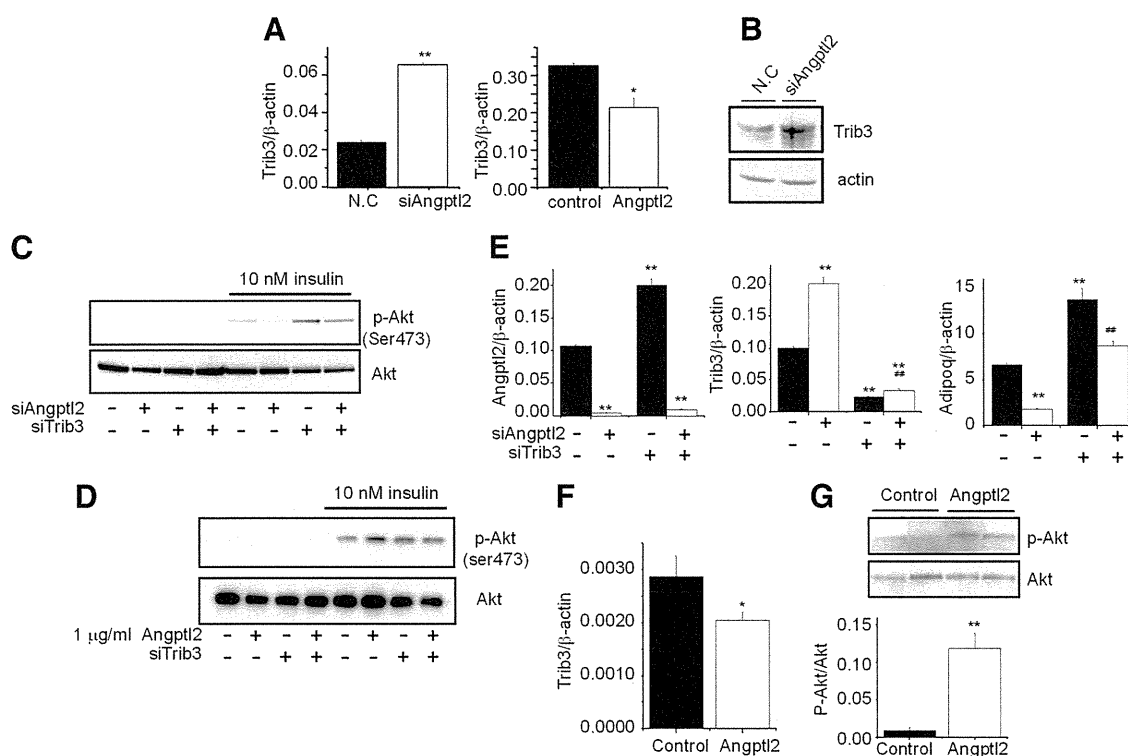 A
Trib3/β-actin
0.06
0.04
0.02
0.00
N.C siAngptl2
Trib3/β-actin
0.30
0.20
0.10
0.00
control Angptl2
B
N.C siAngptl2
Trib3
actin
C
10 nM insulin
p-Akt
(Ser473)
Akt
siAngptl2 - + - + - + - +
siTrib3 - - + + - - + +
E
Angptl2/β-actin
0.20
0.15
0.10
0.05
0.00
** ** **
siAngptl2 - + - +
siTrib3 - - + +
Trib3/β-actin
0.20
0.15
0.10
0.05
0.00
** ** **
##
- + - +
- - + +
Adipoq/β-actin
15
10
5
0
** ** ##
- + - +
- - + +
D
10 nM insulin
p-Akt
(ser473)
Akt
1 μg/ml Angptl2 - + - + - + - +
siTrib3 - - + + - - + +
F
Trib3/β-actin
0.0030
0.0020
0.0010
0.0000
*
Control Angptl2
G
Control Angptl2
p-Akt
Akt
P-Akt/Akt
0.15
0.10
0.05
0.00
**
Control Angptl2